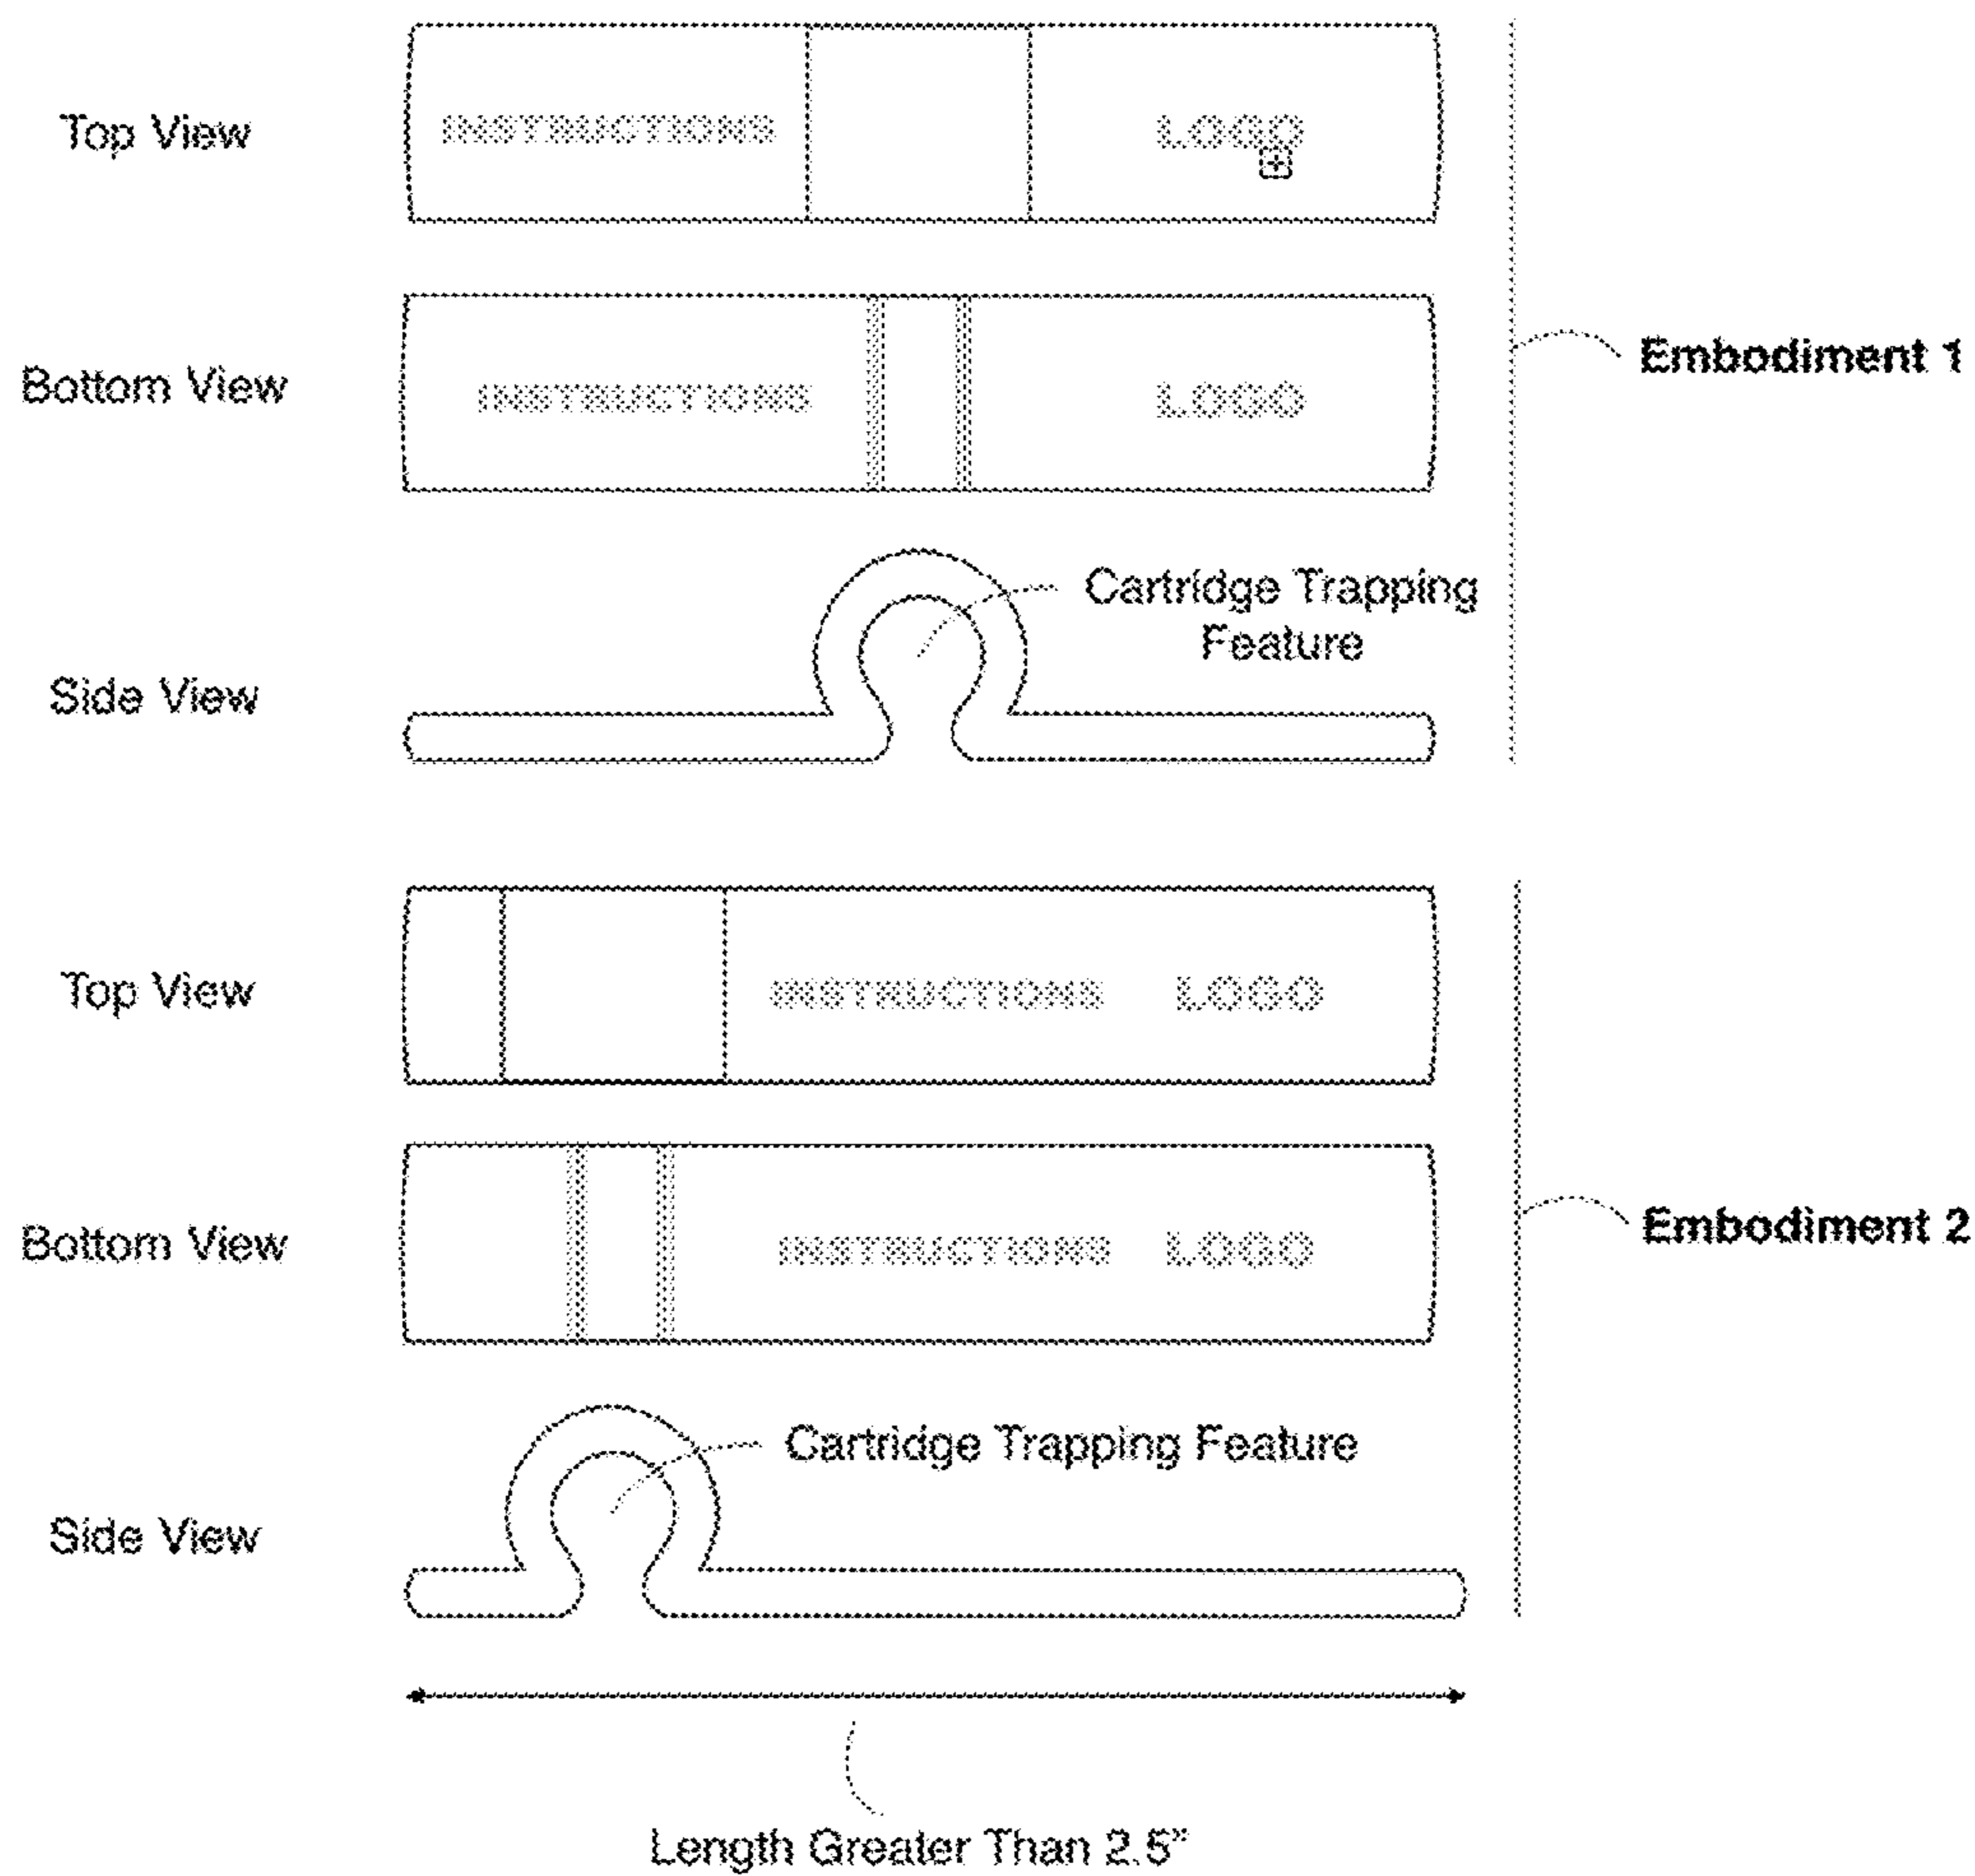 Top View
INSTRUCTIONS
LOGO
Bottom View
INSTRUCTIONS
LOGO
Embodiment 1
Cartridge Trapping
Feature
Side View
Top View
INSTRUCTIONS LOGO
Bottom View
INSTRUCTIONS LOGO
Embodiment 2
Cartridge Trapping Feature
Side View
Length Greater Than 2.5"